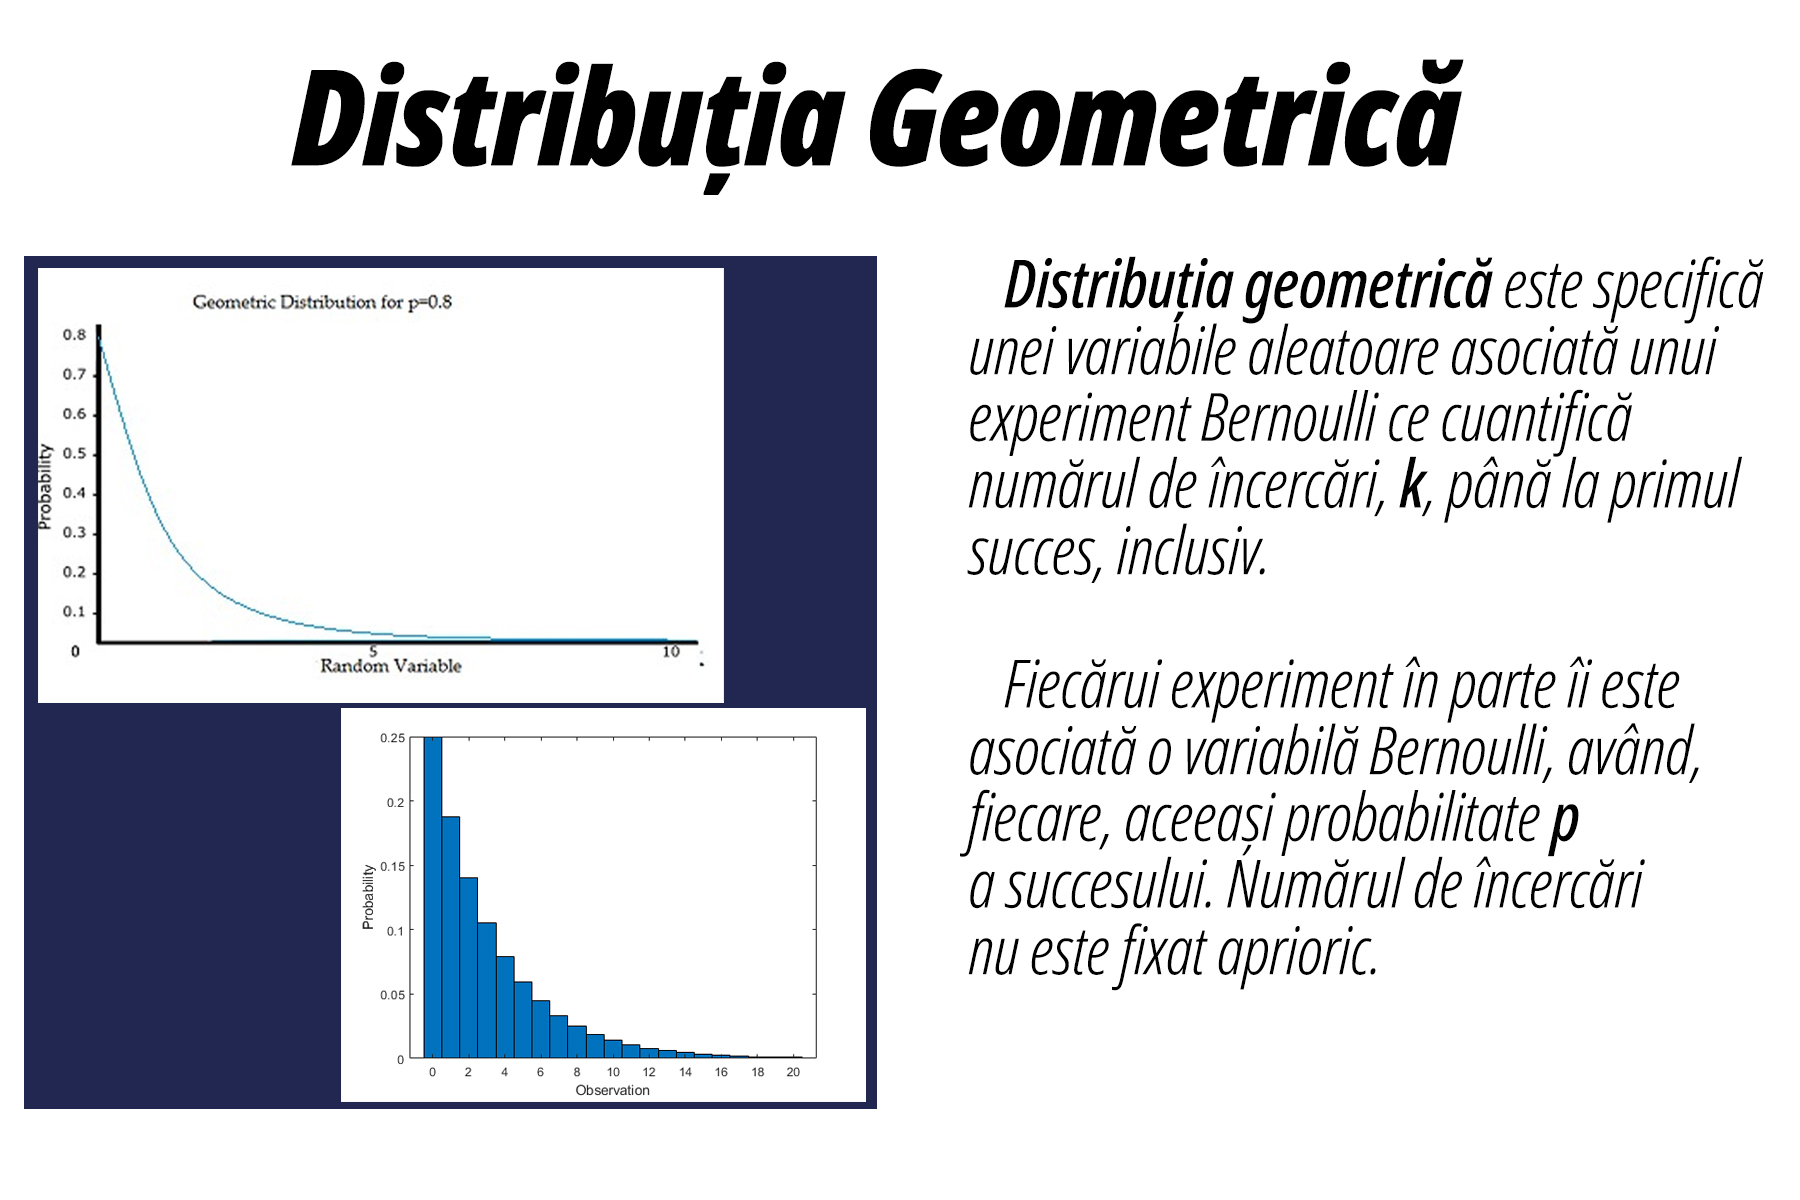 Distribuția Geometrică
Geometric Distribution for p=0.8
0.8
0.7
0.6
0.5
0.4
0.3
0.2
0.1
Probability
0
5
10
Random Variable
0.25
0.2
0.15
0.1
0.05
0
Probability
0 2 4 6 8 10 12 14 16 18 20
Observation
Distribuția geometrică este specifică
unei variabile aleatoare asociată unui
experiment Bernoulli ce cuantifică
numărul de încercări, k, până la primul
succes, inclusiv.
Fiecărui experiment în parte îi este
asociată o variabilă Bernoulli, având,
fiecare, aceeași probabilitate p
a succesului. Numărul de încercări
nu este fixat aprioric.